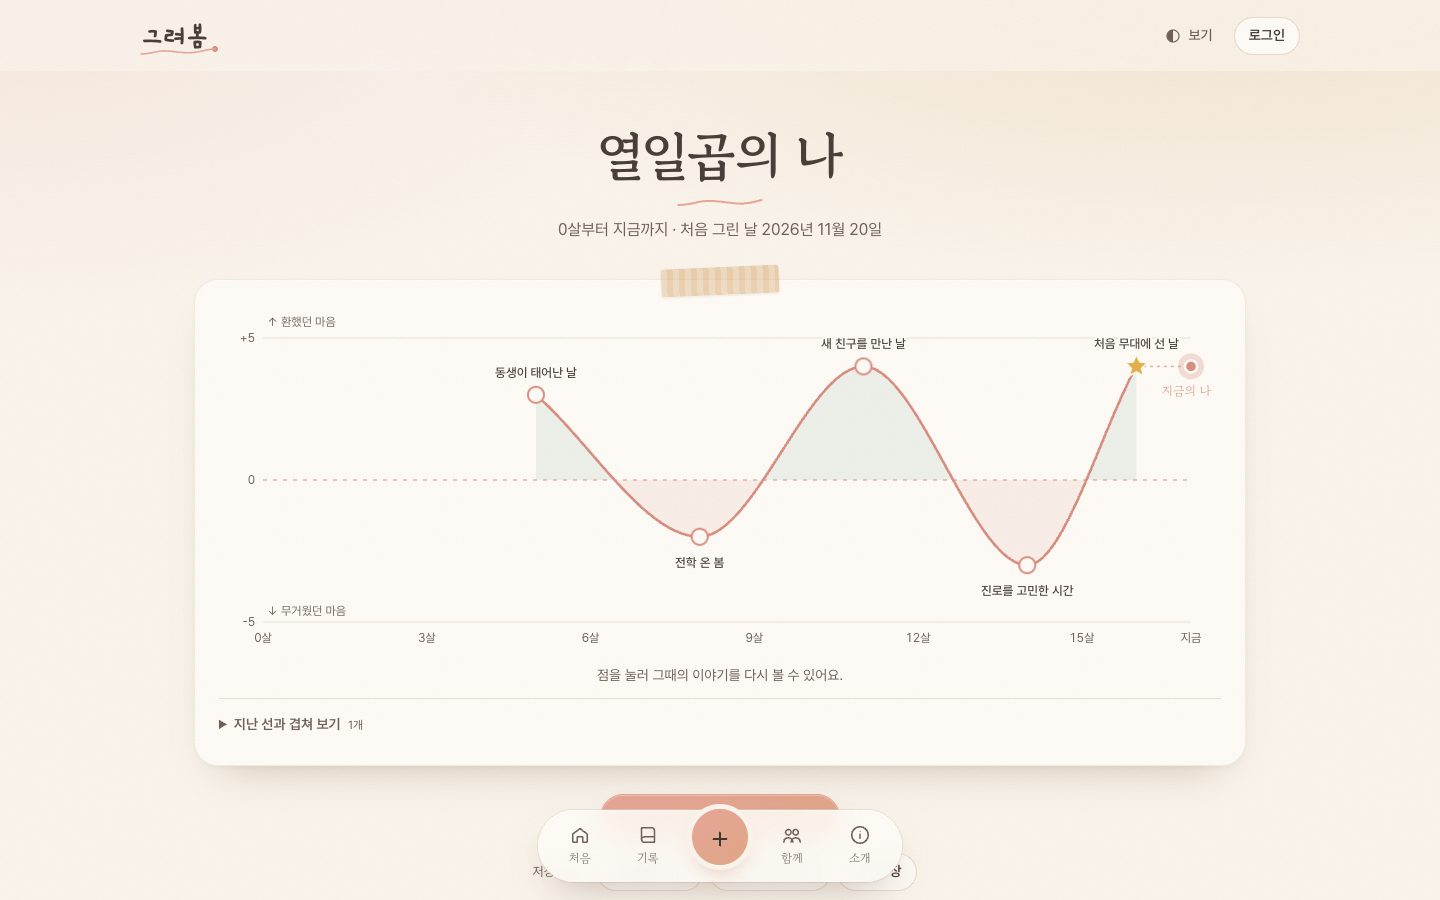 그려봄
보기
로그인
열일곱의 나
0살부터 지금까지 · 처음 그린 날 2026년 11월 20일
↑ 환했던 마음
+5
새 친구를 만난 날
처음 무대에 선 날
동생이 태어난 날
지금의 나
0
전학 온 봄
진로를 고민한 시간
↓ 무거웠던 마음
-5
0살 3살 6살 9살 12살 15살 지금
점을 눌러 그때의 이야기를 다시 볼 수 있어요.
▶ 지난 선과 겹쳐 보기 1개
+
처음 기록 함께 소개